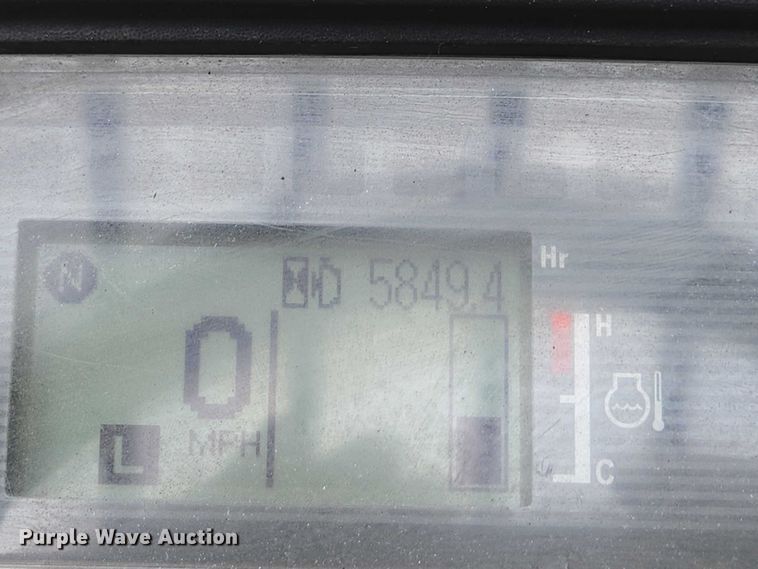 N 5849.4 Hr
H
0
L MPH
C
Purple Wave Auction